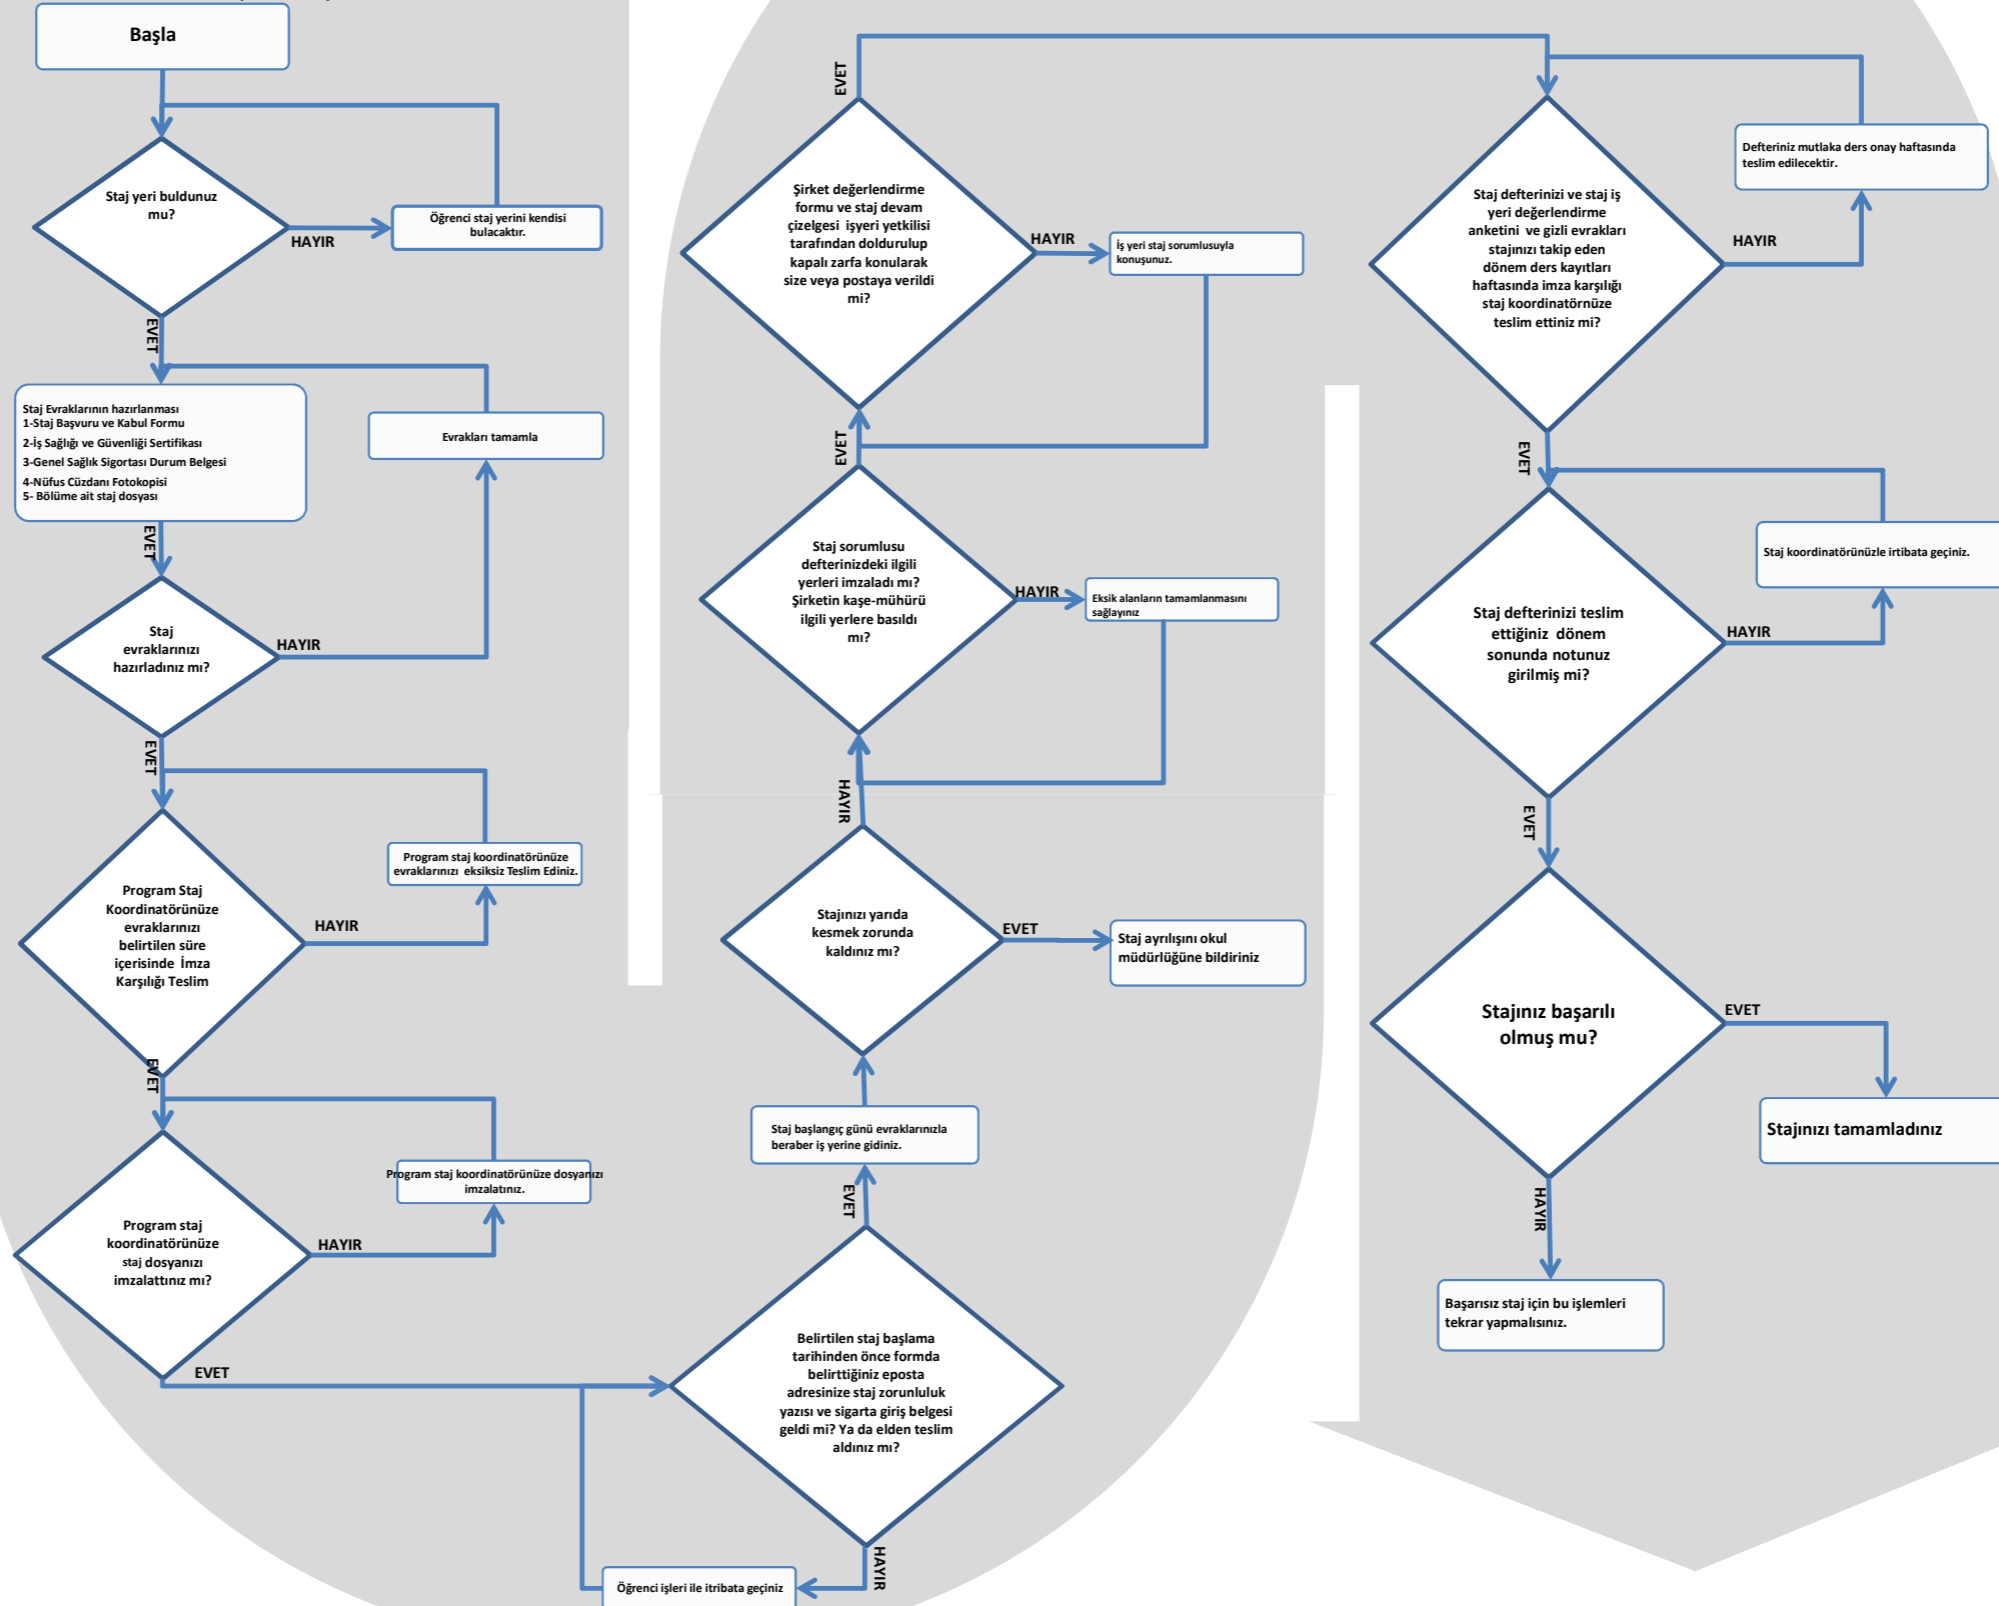 Başla
Staj yeri buldunuz
mu?
HAYIR
Öğrenci staj yerini kendisi
bulacaktır.
EVET
Staj Evraklarının hazırlanması
1-Staj Başvuru ve Kabul Formu
2-İş Sağlığı ve Güvenliği Sertifikası
3-Genel Sağlık Sigortası Durum Belgesi
4-Nüfus Cüzdanı Fotokopisi
5- Bölüme ait staj dosyası
Evrakları tamamla
EVET
Staj
evraklarınızı
hazırladınız mı?
HAYIR
EVET
Program staj koordinatörünüze
evraklarınızı eksiksiz Teslim Ediniz.
Program Staj
Koordinatörünüze
evraklarınızı
belirtilen süre
içerisinde İmza
Karşılığı Teslim
HAYIR
EVET
Program staj koordinatörünüze dosyanızı
imzalatınız.
Program staj
koordinatörünüze
staj dosyanızı
imzalattınız mı?
HAYIR
EVET
Belirtilen staj başlama
tarihinden önce formda
belirttiğiniz eposta
adresinize staj zorunluluk
yazısı ve sigarta giriş belgesi
geldi mi? Ya da elden teslim
aldınız mı?
HAYIR
Öğrenci işleri ile itribata geçiniz
EVET
Staj başlangıç günü evraklarınızla
beraber iş yerine gidiniz.
Stajınızı yarıda
kesmek zorunda
kaldınız mı?
EVET
Staj ayrılışını okul
müdürlüğüne bildiriniz
HAYIR
Staj sorumlusu
defterinizdeki ilgili
yerleri imzaladı mı?
Şirketin kaşe-mühürü
ilgili yerlere basıldı
mı?
HAYIR
Eksik alanların tamamlanmasını
sağlayınız
EVET
Şirket değerlendirme
formu ve staj devam
çizelgesi işyeri yetkilisi
tarafından doldurulup
kapalı zarfa konularak
size veya postaya verildi
mi?
HAYIR
İş yeri staj sorumlusuyla
konuşunuz.
EVET
Staj defterinizi ve staj iş
yeri değerlendirme
anketini ve gizli evrakları
stajınızı takip eden
dönem ders kayıtları
haftasında imza karşılığı
staj koordinatörnüze
teslim ettiniz mi?
HAYIR
Defteriniz mutlaka ders onay haftasında
teslim edilecektir.
EVET
Staj defterinizi teslim
ettiğiniz dönem
sonunda notunuz
girilmiş mi?
HAYIR
Staj koordinatörünüzle irtibata geçiniz.
EVET
Stajınız başarılı
olmuş mu?
EVET
Stajınızı tamamladınız
HAYIR
Başarısız staj için bu işlemleri
tekrar yapmalısınız.